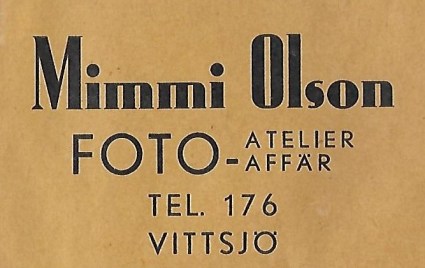 Mimmi Olson
FOTO-ATELIER
AFFÄR
TEL. 176
VITTSJÖ